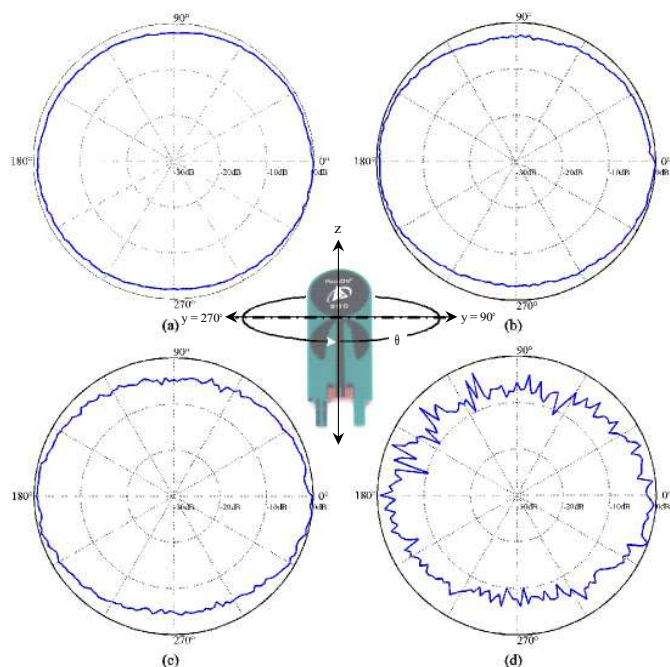 90°
90°
180°
0°
-30dB
-20dB
-10dB
0dB
180°
0°
-30dB
-20dB
-10dB
0dB
z
270°
270°
(a)
y = 270°
y = 90°
(b)
θ
90°
90°
180°
0°
-30dB
-20dB
-10dB
0dB
180°
0°
-30dB
-20dB
-10dB
0dB
270°
270°
(c)
(d)